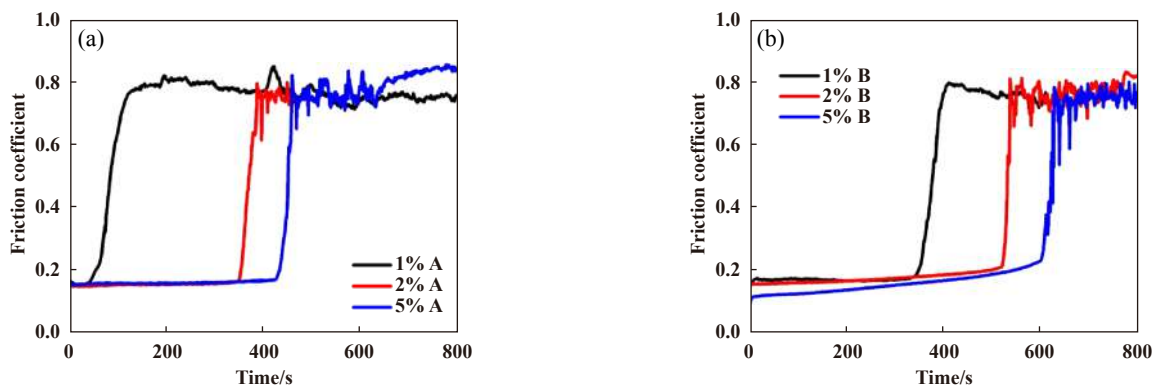 (a)
1.0
0.8
0.6
0.4
0.2
0.0
Friction coefficient
1% A
2% A
5% A
0 200 400 600 800
Time/s
(b)
1.0
0.8
0.6
0.4
0.2
0.0
Friction coefficient
1% B
2% B
5% B
0 200 400 600 800
Time/s